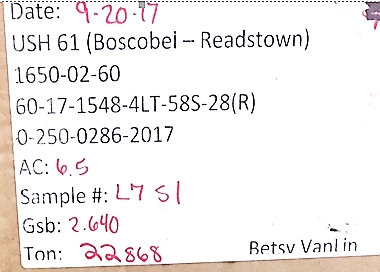 Date: 9-20-17
USH 61 (Boscobel – Readstown)
1650-02-60
60-17-1548-4LT-58S-28(R)
0-250-0286-2017
AC: 6.5
Sample #: L7 S1
Gsb: 2.640
Ton: 22868 Betsy VanLin